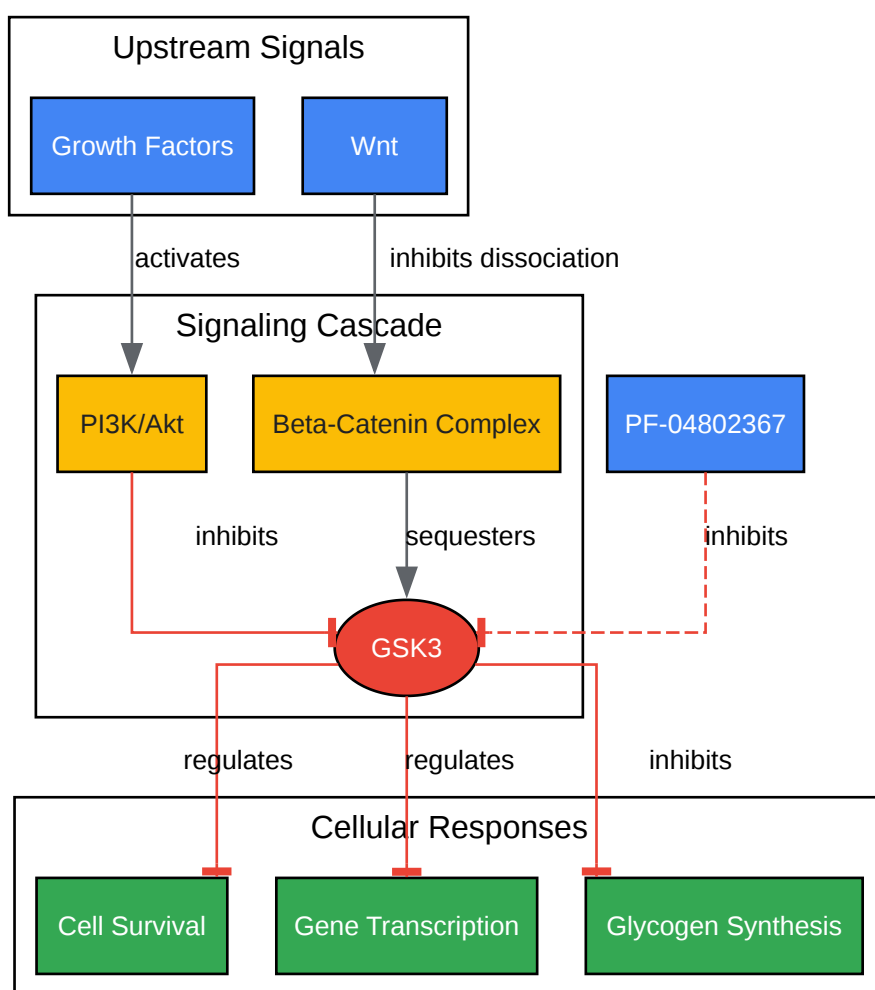 Upstream Signals
Growth Factors
Wnt
activates
inhibits dissociation
Signaling Cascade
PI3K/Akt
Beta-Catenin Complex
PF-04802367
inhibits
sequesters
inhibits
GSK3
regulates
regulates
inhibits
Cellular Responses
Cell Survival
Gene Transcription
Glycogen Synthesis